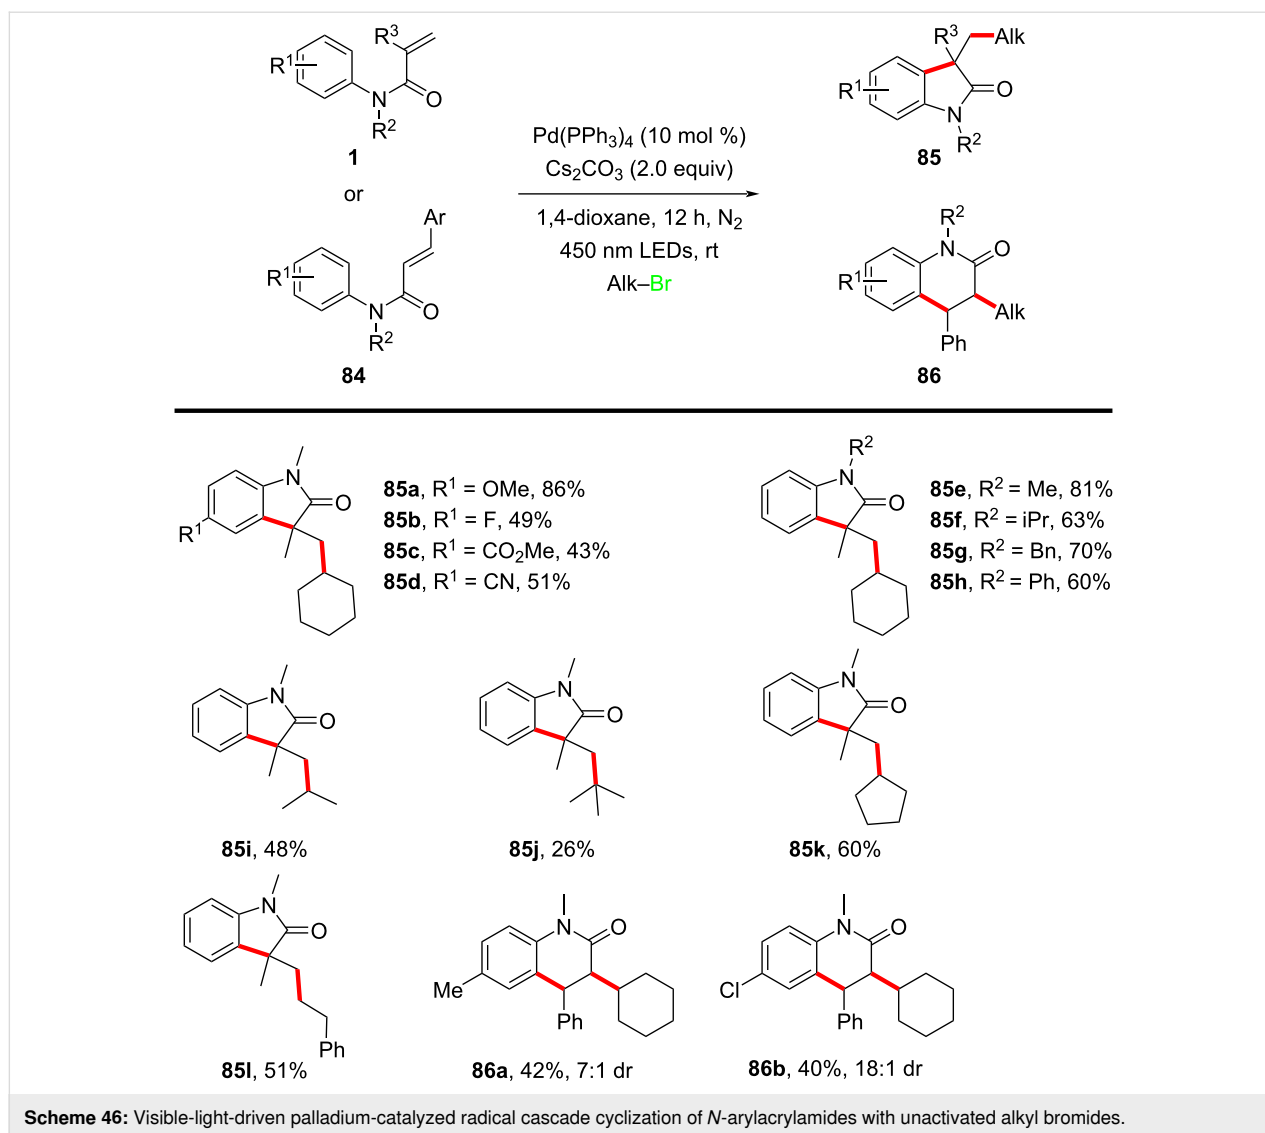 R³
R¹
N
O
R²
1
or
Ar
R¹
N
O
R²
84
Pd(PPh₃)₄ (10 mol %)
Cs₂CO₃ (2.0 equiv)
1,4-dioxane, 12 h, N₂
450 nm LEDs, rt
Alk–Br
R³
Alk
R¹
O
N
R²
85
R²
N
O
R¹
Alk
Ph
86
N
O
R¹
85a, R¹ = OMe, 86%
85b, R¹ = F, 49%
85c, R¹ = CO₂Me, 43%
85d, R¹ = CN, 51%
R²
N
O
85e, R² = Me, 81%
85f, R² = iPr, 63%
85g, R² = Bn, 70%
85h, R² = Ph, 60%
N
O
85i, 48%
N
O
85j, 26%
N
O
85k, 60%
N
O
Ph
85l, 51%
N
O
Me
Ph
86a, 42%, 7:1 dr
N
O
Cl
Ph
86b, 40%, 18:1 dr
Scheme 46: Visible-light-driven palladium-catalyzed radical cascade cyclization of N-arylacrylamides with unactivated alkyl bromides.